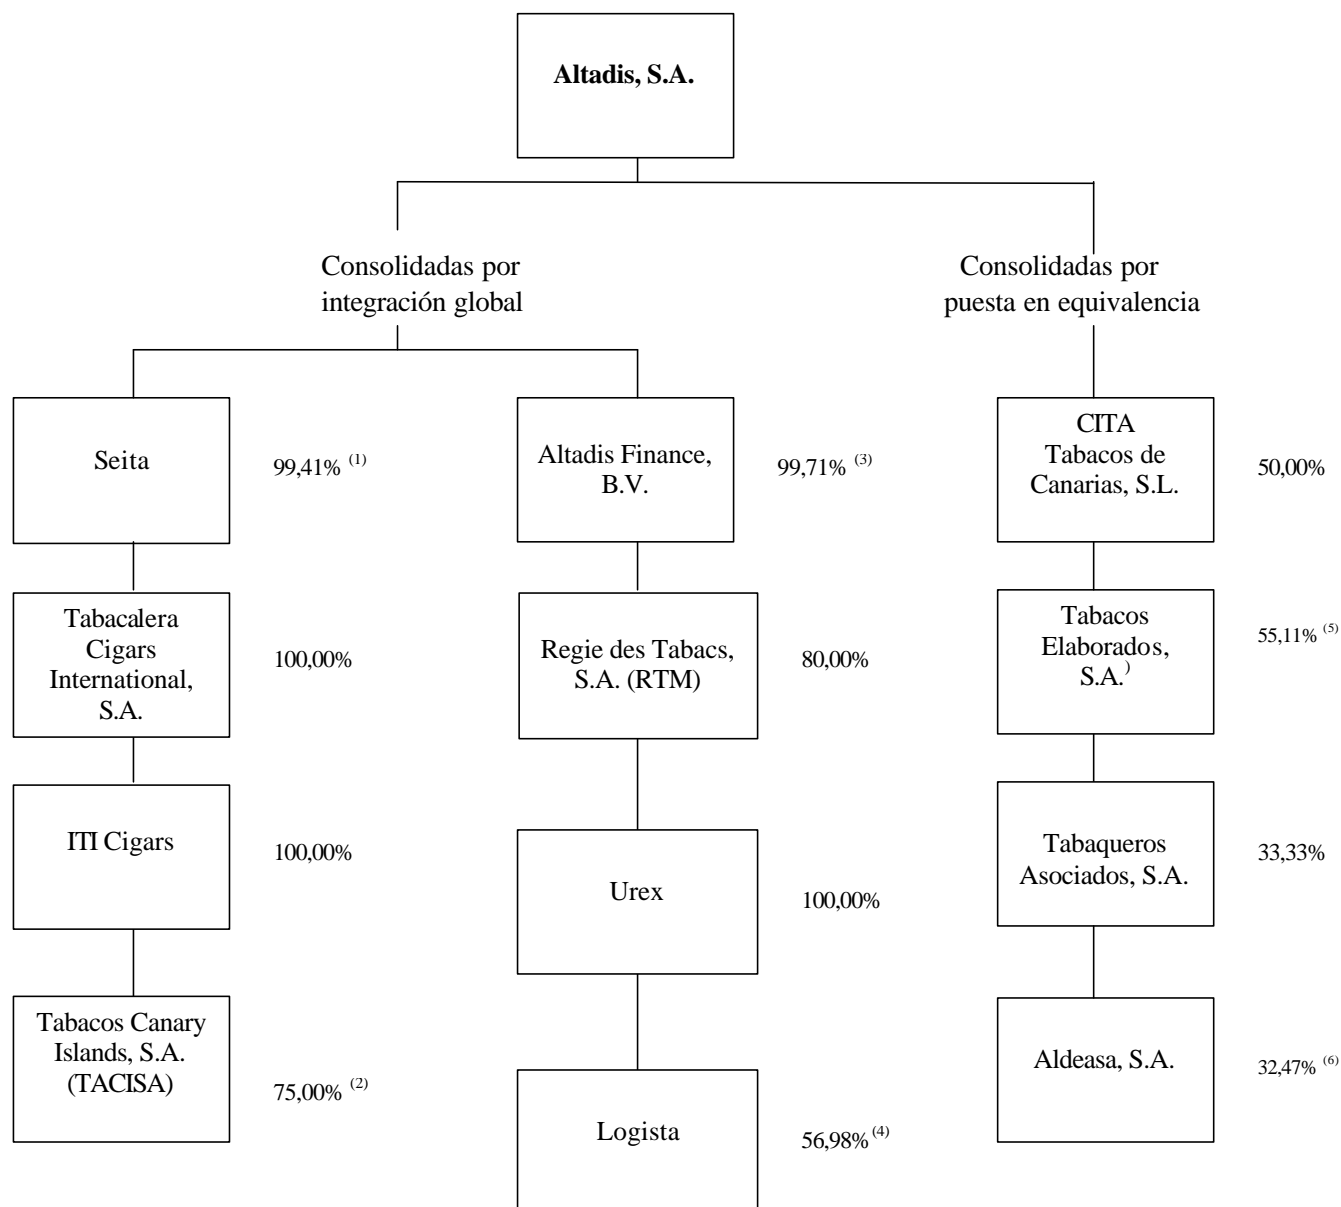 Altadis, S.A.
Consolidadas por
integración global
Consolidadas por
puesta en equivalencia
Seita
99,41% (1)
Altadis Finance,
B.V.
99,71% (3)
CITA
Tabacos de
Canarias, S.L.
50,00%
Tabacalera
Cigars
International,
S.A.
100,00%
Regie des Tabacs,
S.A. (RTM)
80,00%
Tabacos
Elaborados,
S.A.)
55,11% (5)
ITI Cigars
100,00%
Urex
100,00%
Tabaqueros
Asociados, S.A.
33,33%
Tabacos Canary
Islands, S.A.
(TACISA)
75,00% (2)
Logista
56,98% (4)
Aldeasa, S.A.
32,47% (6)